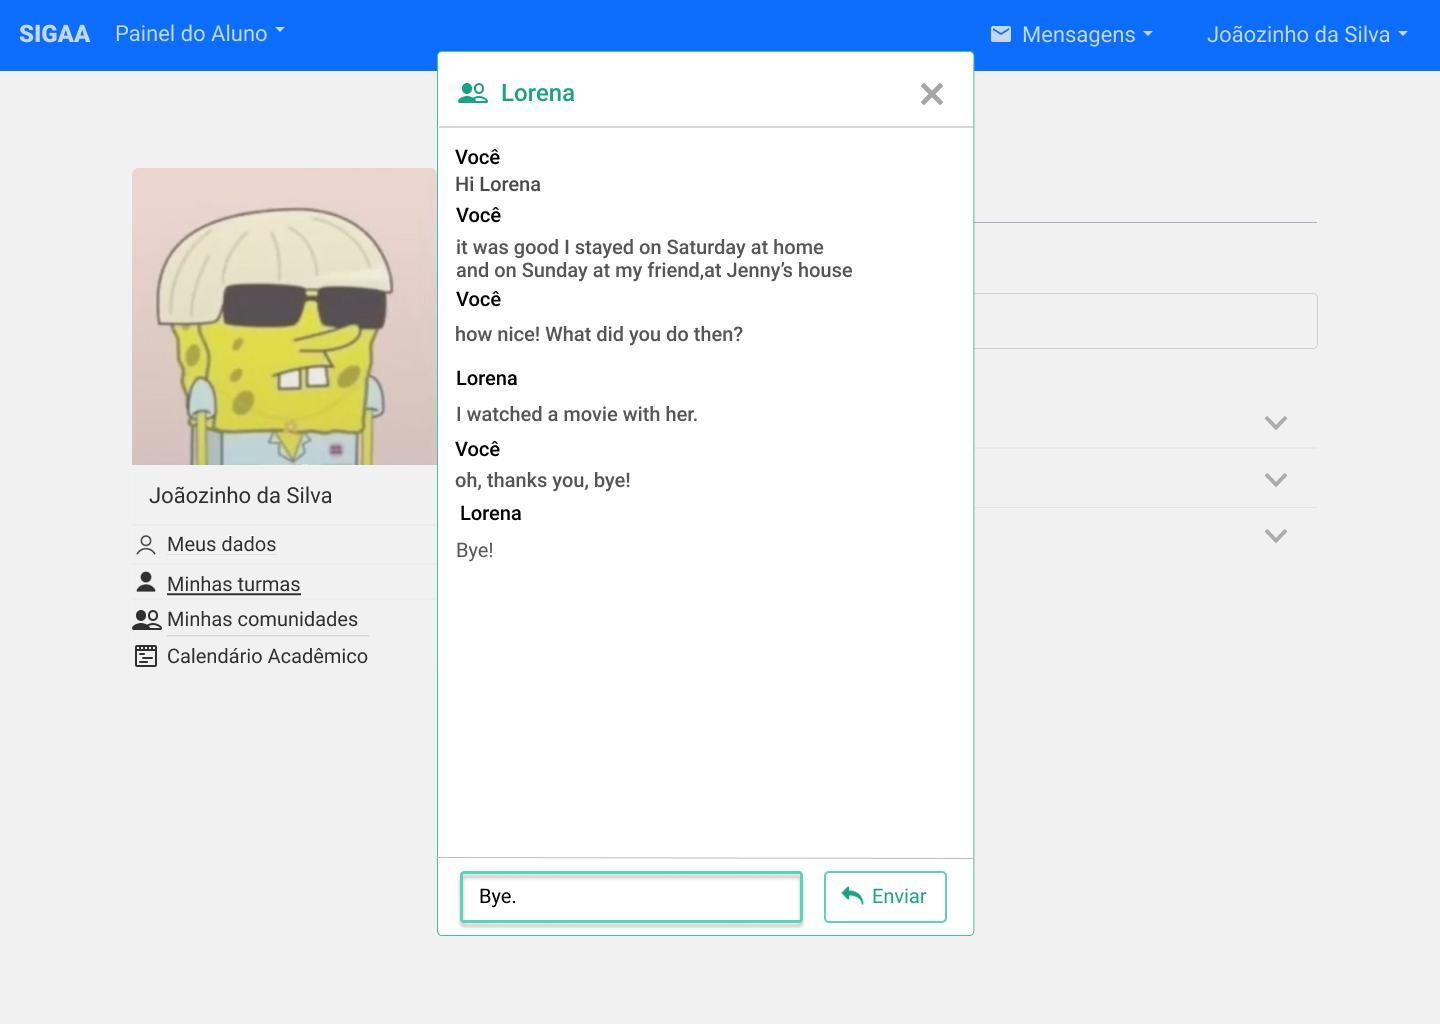 SIGAA Painel do Aluno Mensagens Joãozinho da Silva
Lorena
Você
Hi Lorena
Você
it was good I stayed on Saturday at home
and on Sunday at my friend,at Jenny’s house
Você
how nice! What did you do then?
Lorena
I watched a movie with her.
Você
oh, thanks you, bye!
Lorena
Bye!
Bye.
Enviar
Joãozinho da Silva
Meus dados
Minhas turmas
Minhas comunidades
Calendário Acadêmico